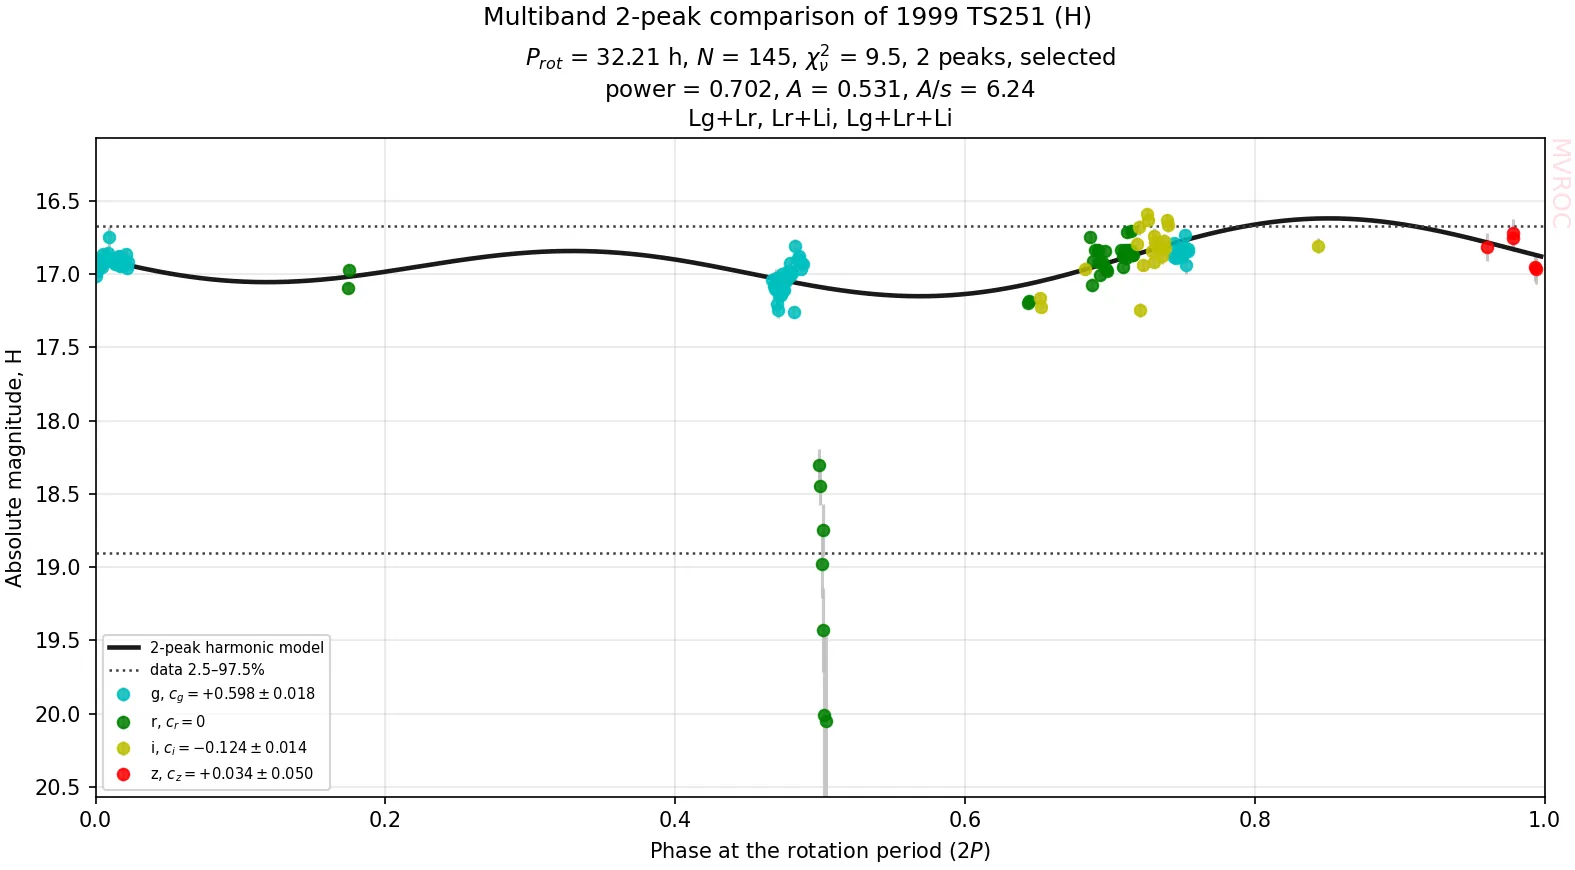 Multiband 2-peak comparison of 1999 TS251 (H)
P_rot = 32.21 h, N = 145, χ²_ν = 9.5, 2 peaks, selected
power = 0.702, A = 0.531, A/s = 6.24
Lg+Lr, Lr+Li, Lg+Lr+Li
MVROC
Absolute magnitude, H
16.5
17.0
17.5
18.0
18.5
19.0
19.5
20.0
20.5
2-peak harmonic model
data 2.5–97.5%
g, c_g = +0.598 ± 0.018
r, c_r = 0
i, c_i = −0.124 ± 0.014
z, c_z = +0.034 ± 0.050
0.0 0.2 0.4 0.6 0.8 1.0
Phase at the rotation period (2P)